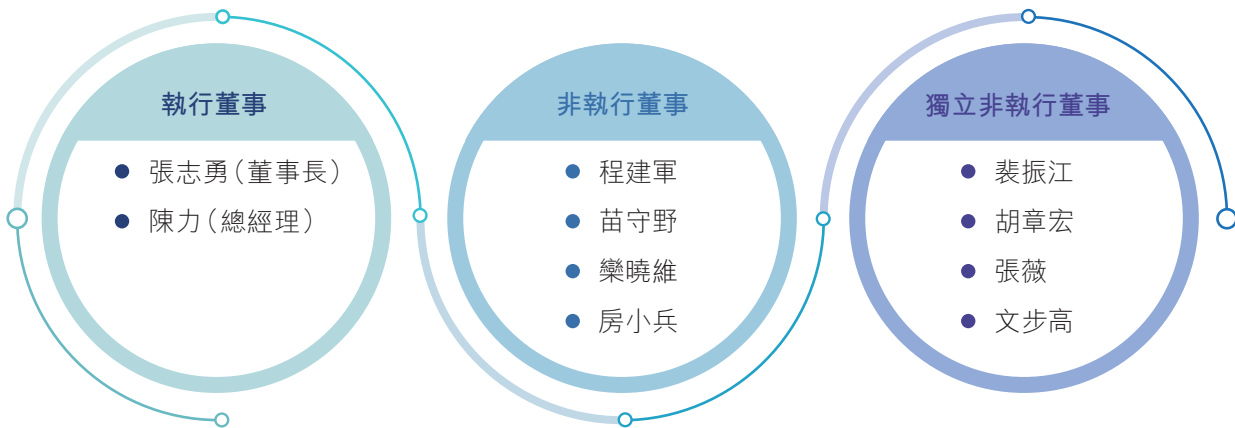 執行董事
張志勇（董事長）
陳力（總經理）
非執行董事
程建軍
苗守野
欒曉維
房小兵
獨立非執行董事
裴振江
胡章宏
張薇
文步高